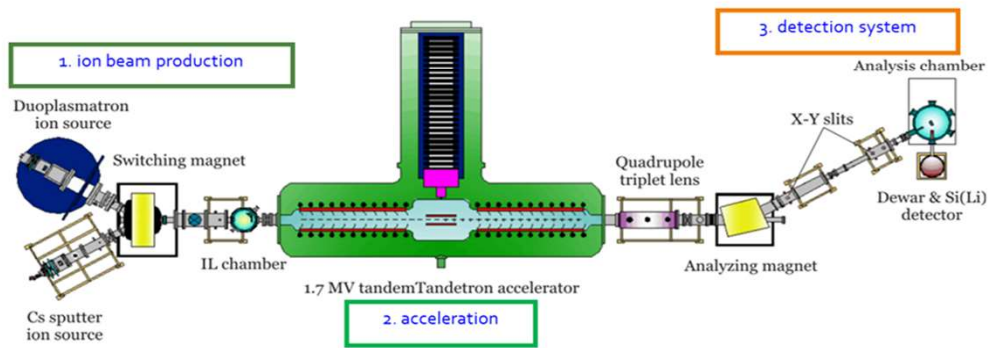 1. ion beam production
3. detection system
Analysis chamber
Duoplasmatron
ion source
X-Y slits
Switching magnet
Quadrupole
triplet lens
Dewar & Si(Li)
detector
IL chamber
Analyzing magnet
1.7 MV tandemTandetron accelerator
Cs sputter
ion source
2. acceleration